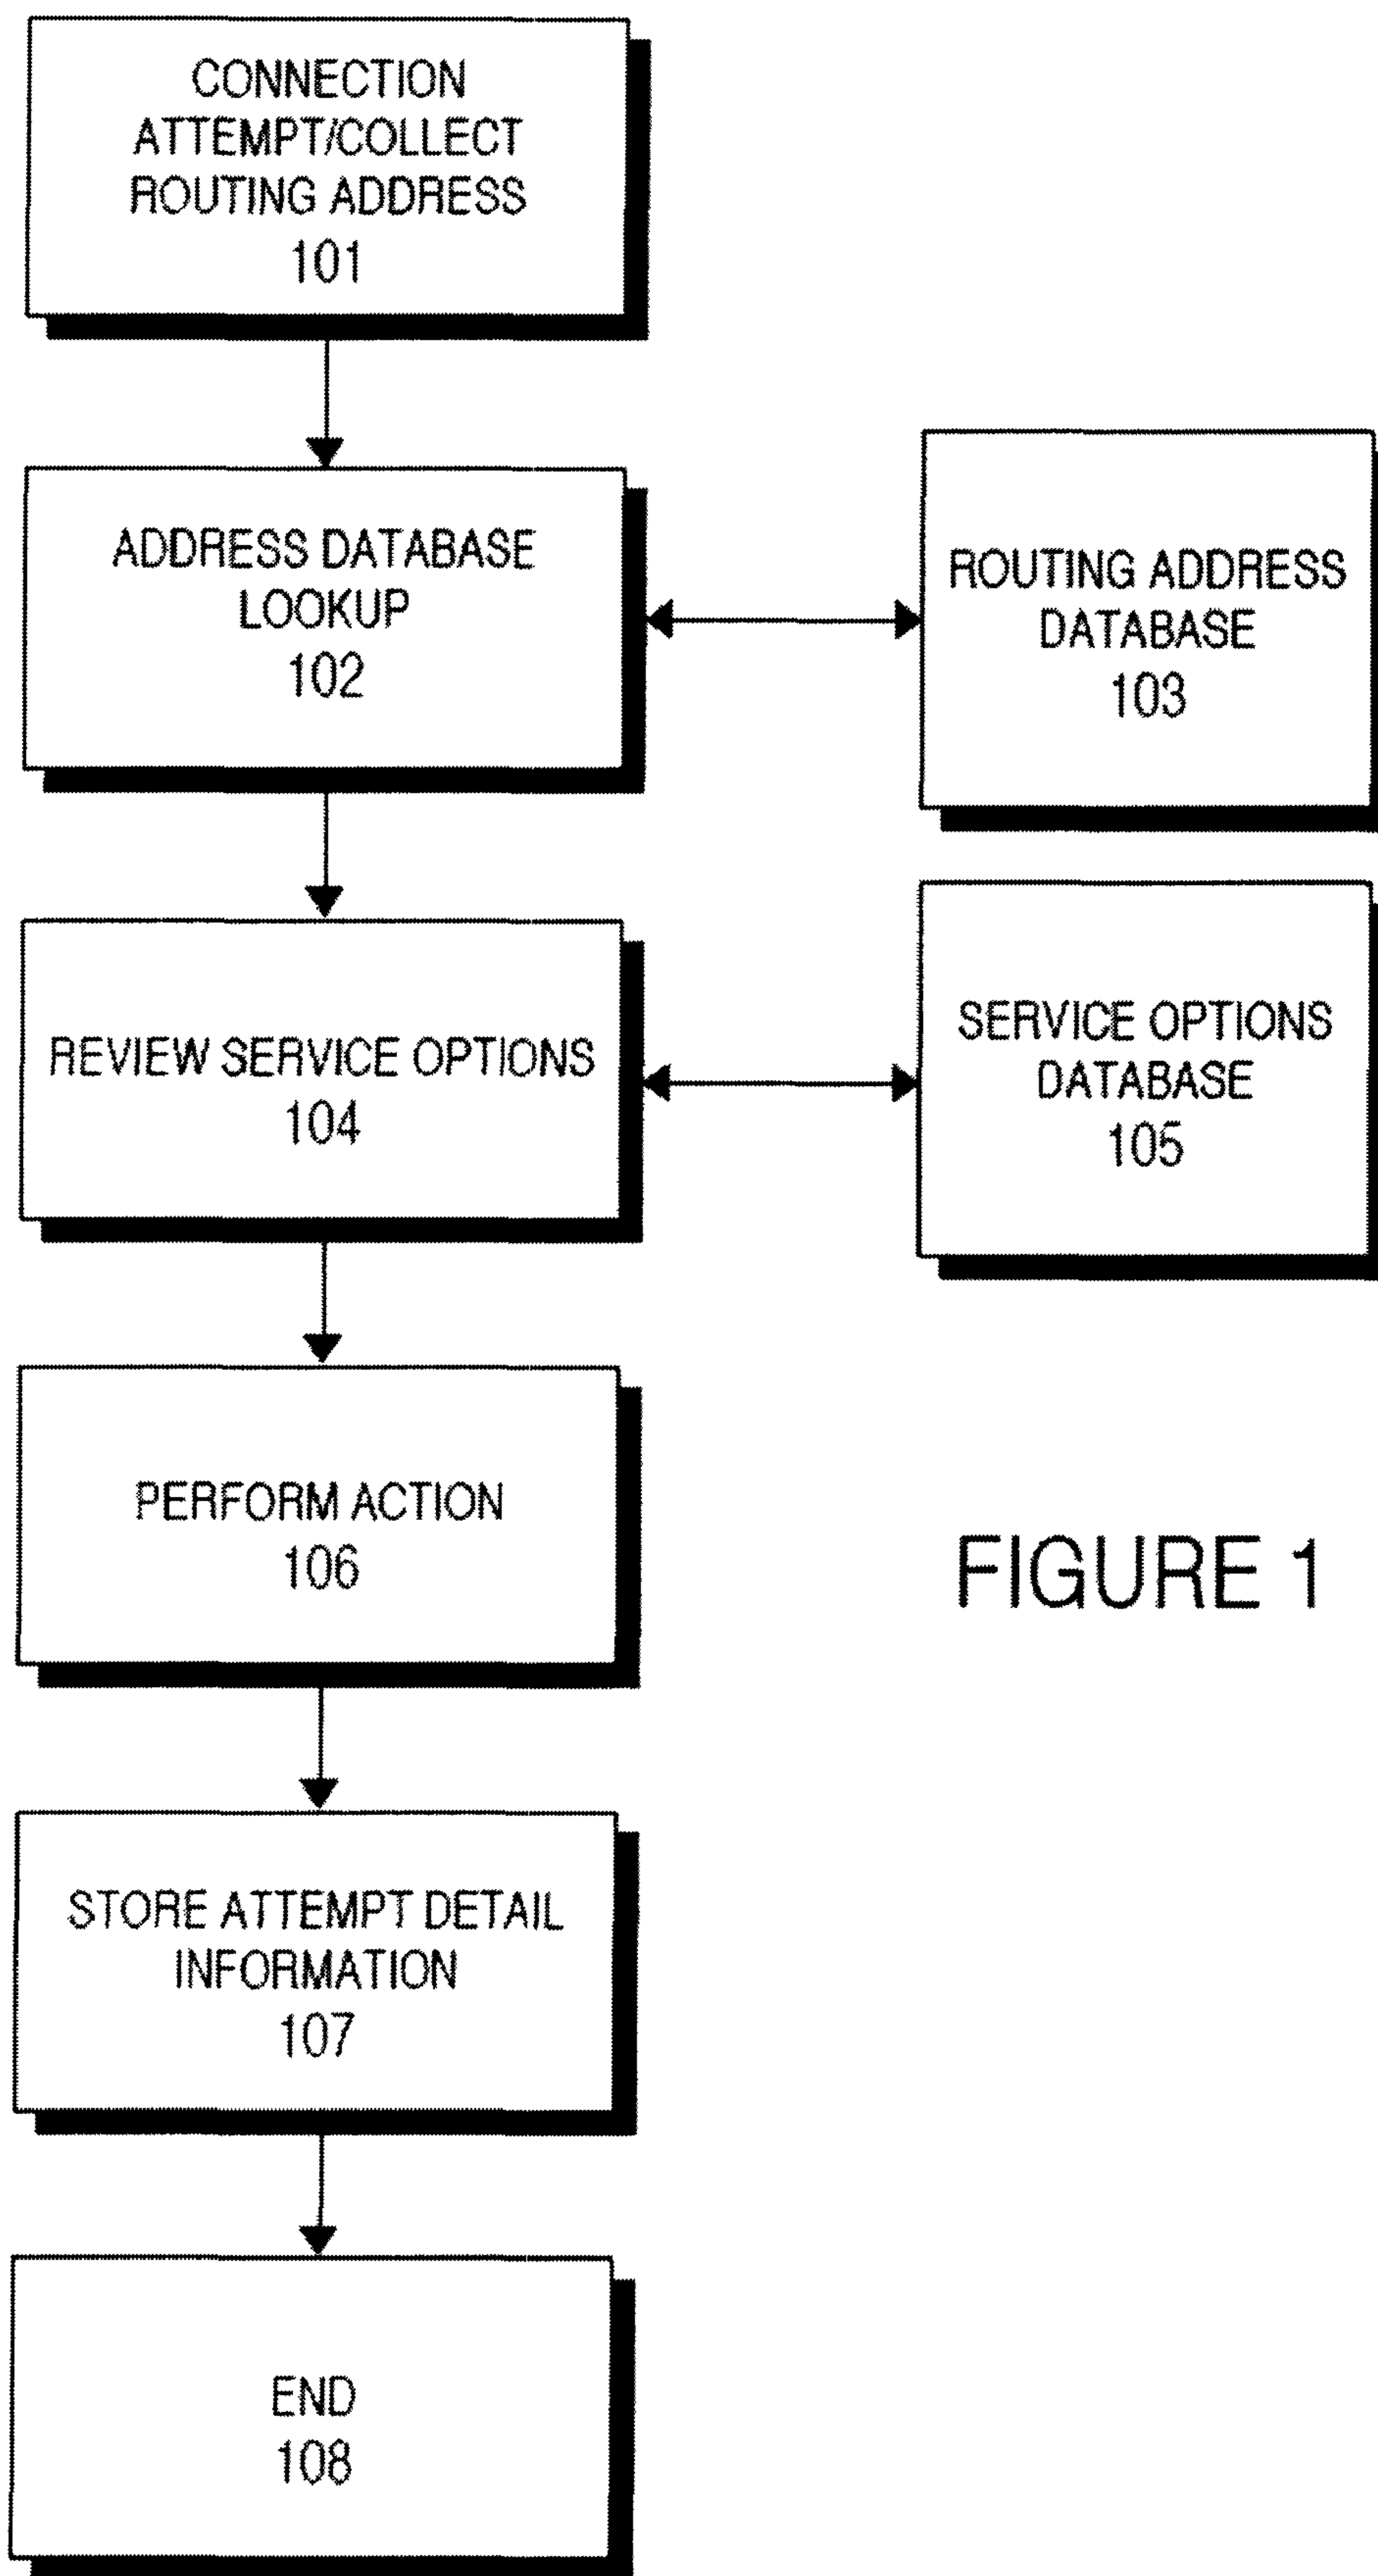 CONNECTION
ATTEMPT/COLLECT
ROUTING ADDRESS
101
ADDRESS DATABASE
LOOKUP
102
ROUTING ADDRESS
DATABASE
103
REVIEW SERVICE OPTIONS
104
SERVICE OPTIONS
DATABASE
105
PERFORM ACTION
106
FIGURE 1
STORE ATTEMPT DETAIL
INFORMATION
107
END
108